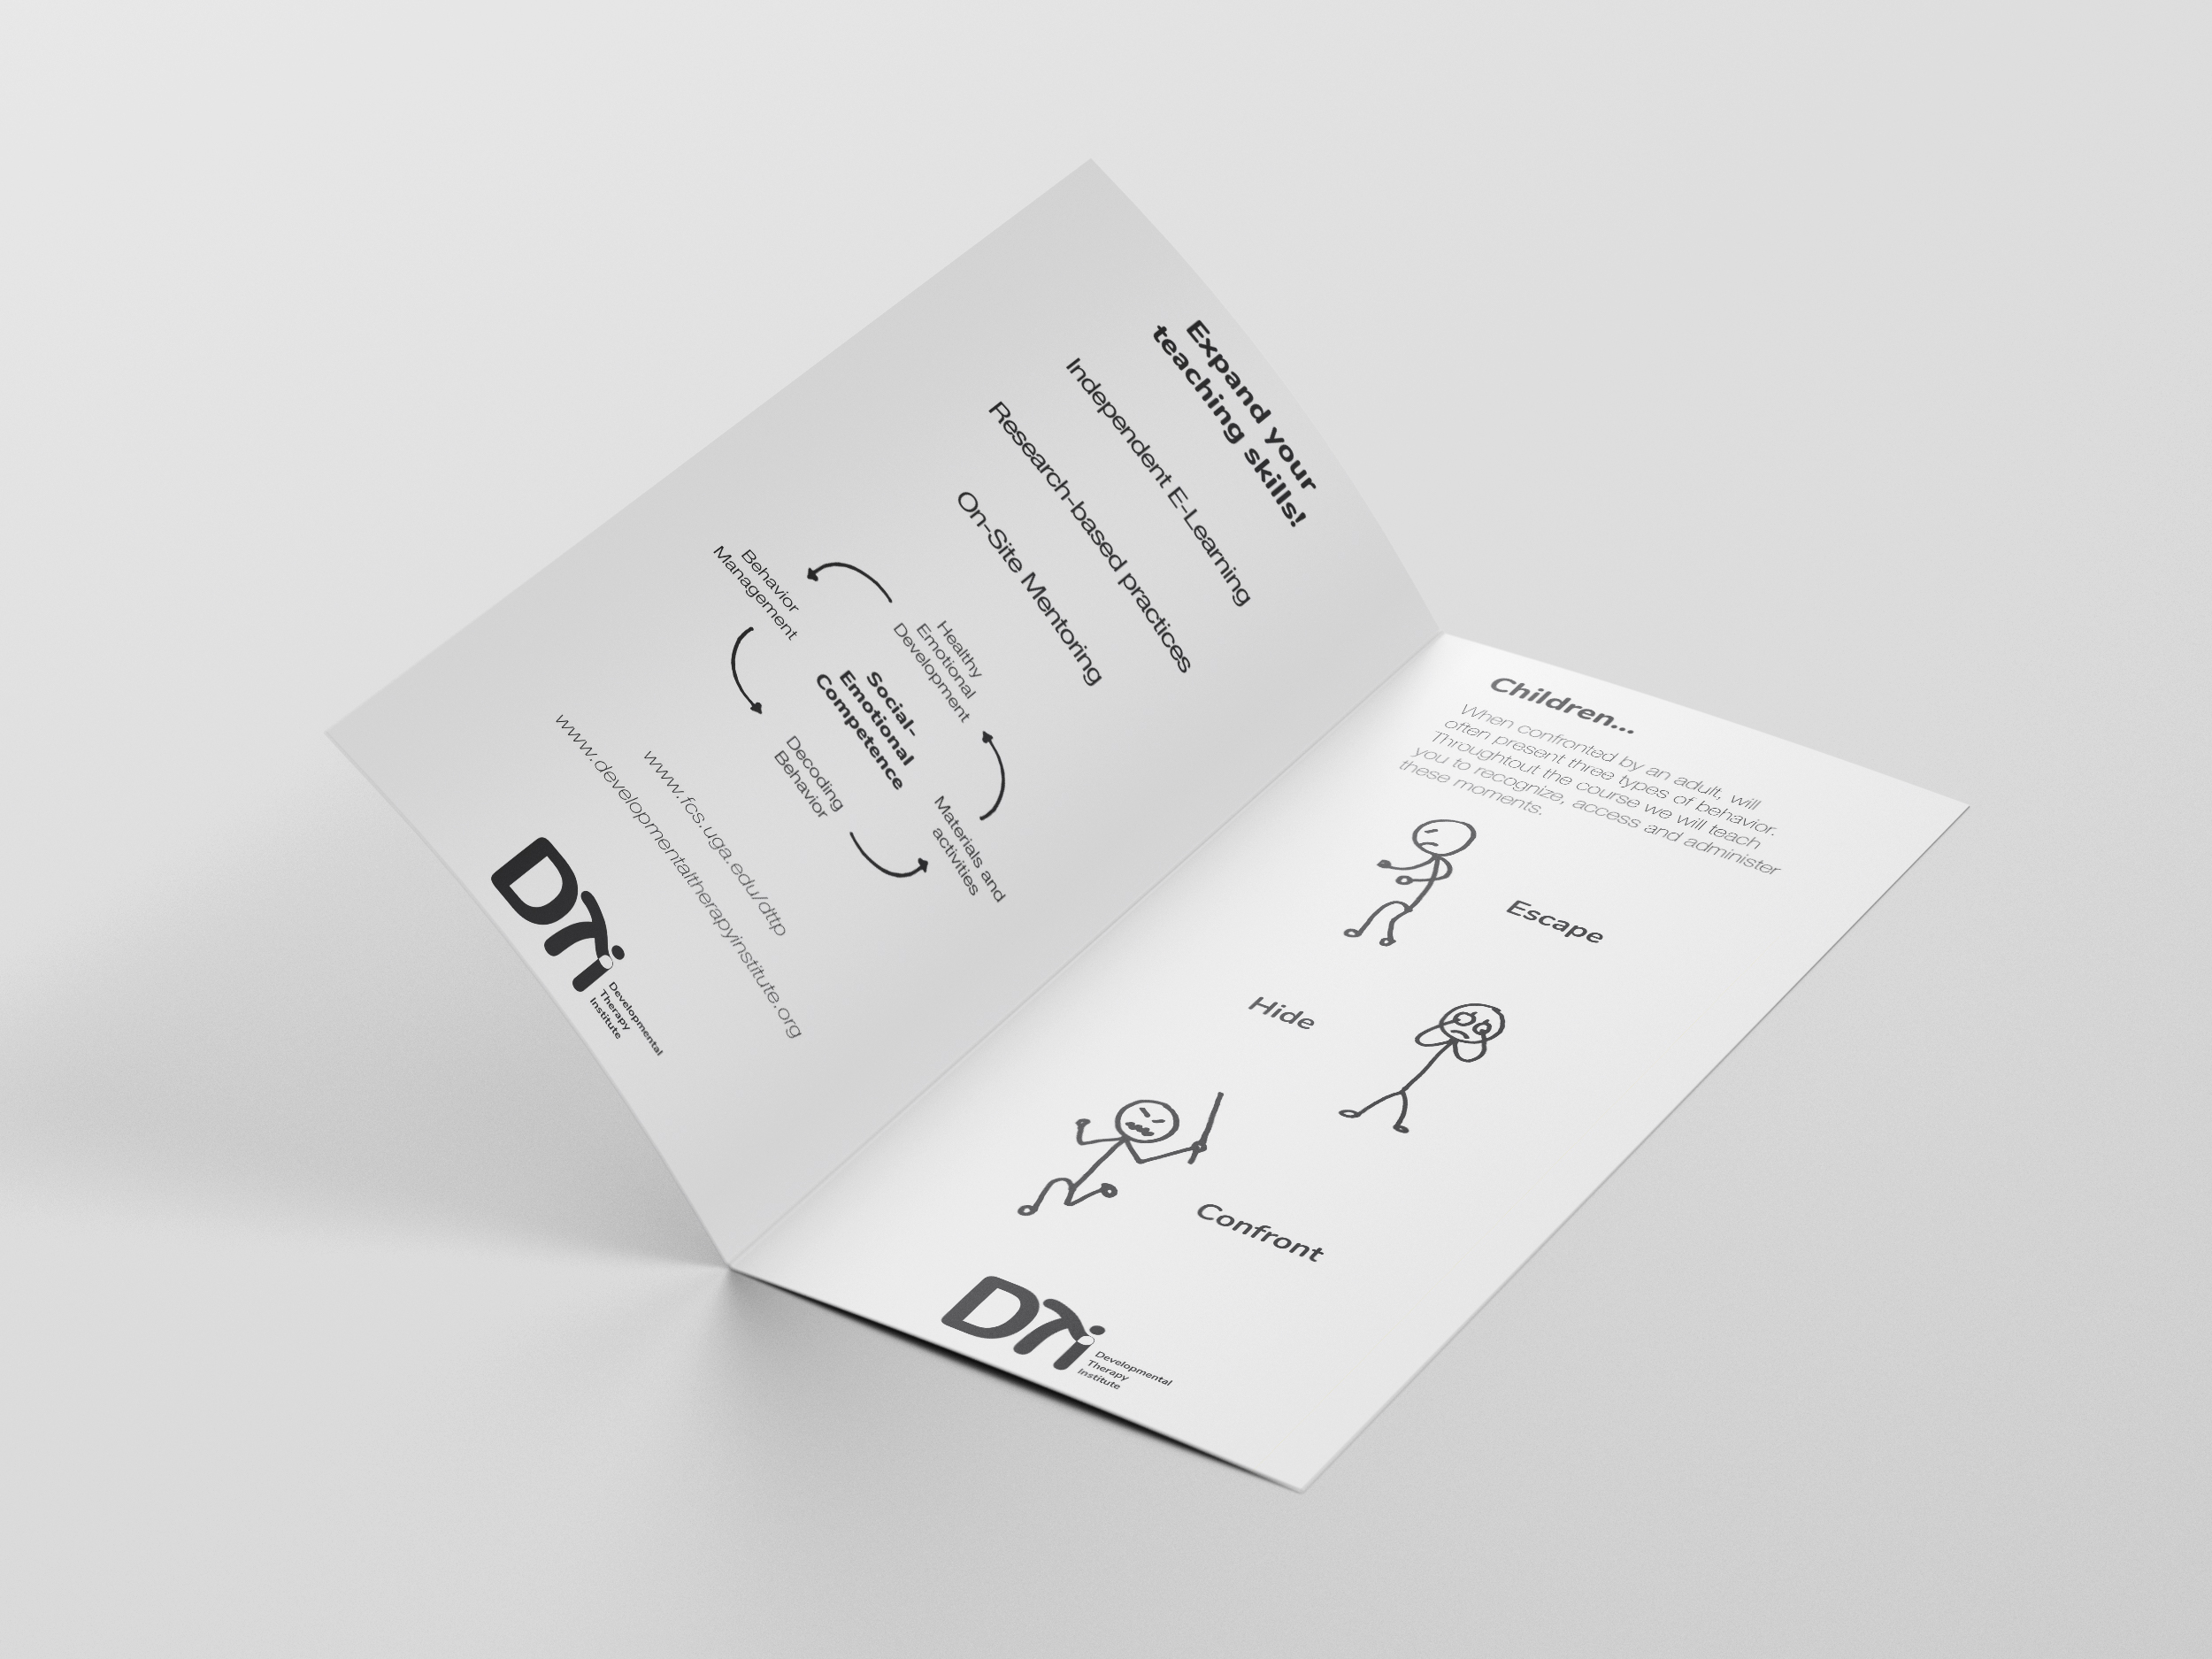 Expand your
teaching skills!
Independent E-Learning
Research-based practices
On-Site Mentoring
Healthy
Emotional
Development
Behavior
Management
Social-
Emotional
Competence
Decoding
Behavior
Materials and
activities
www.fcs.uga.edu/dttp
www.developmentaltherapyinstitute.org
DTi
Developmental
Therapy
Institute
Children...
When confronted by an adult, will
often present three types of behavior.
Throughtout the course we will teach
you to recognize, access and administer
these moments.
Escape
Hide
Confront
DTi
Developmental
Therapy
Institute